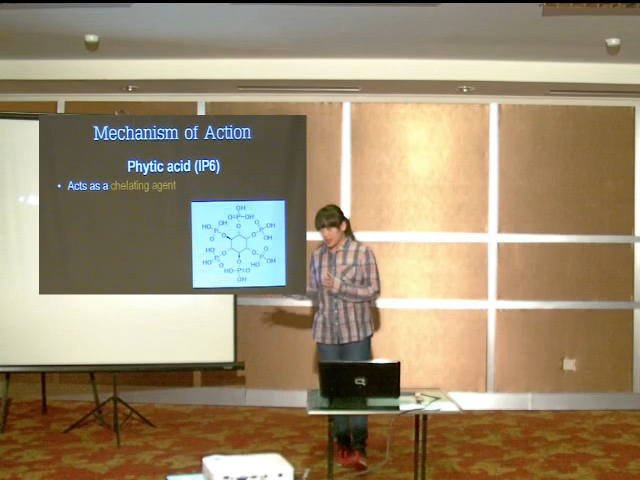 Mechanism of Action
Phytic acid (IP6)
• Acts as a chelating agent